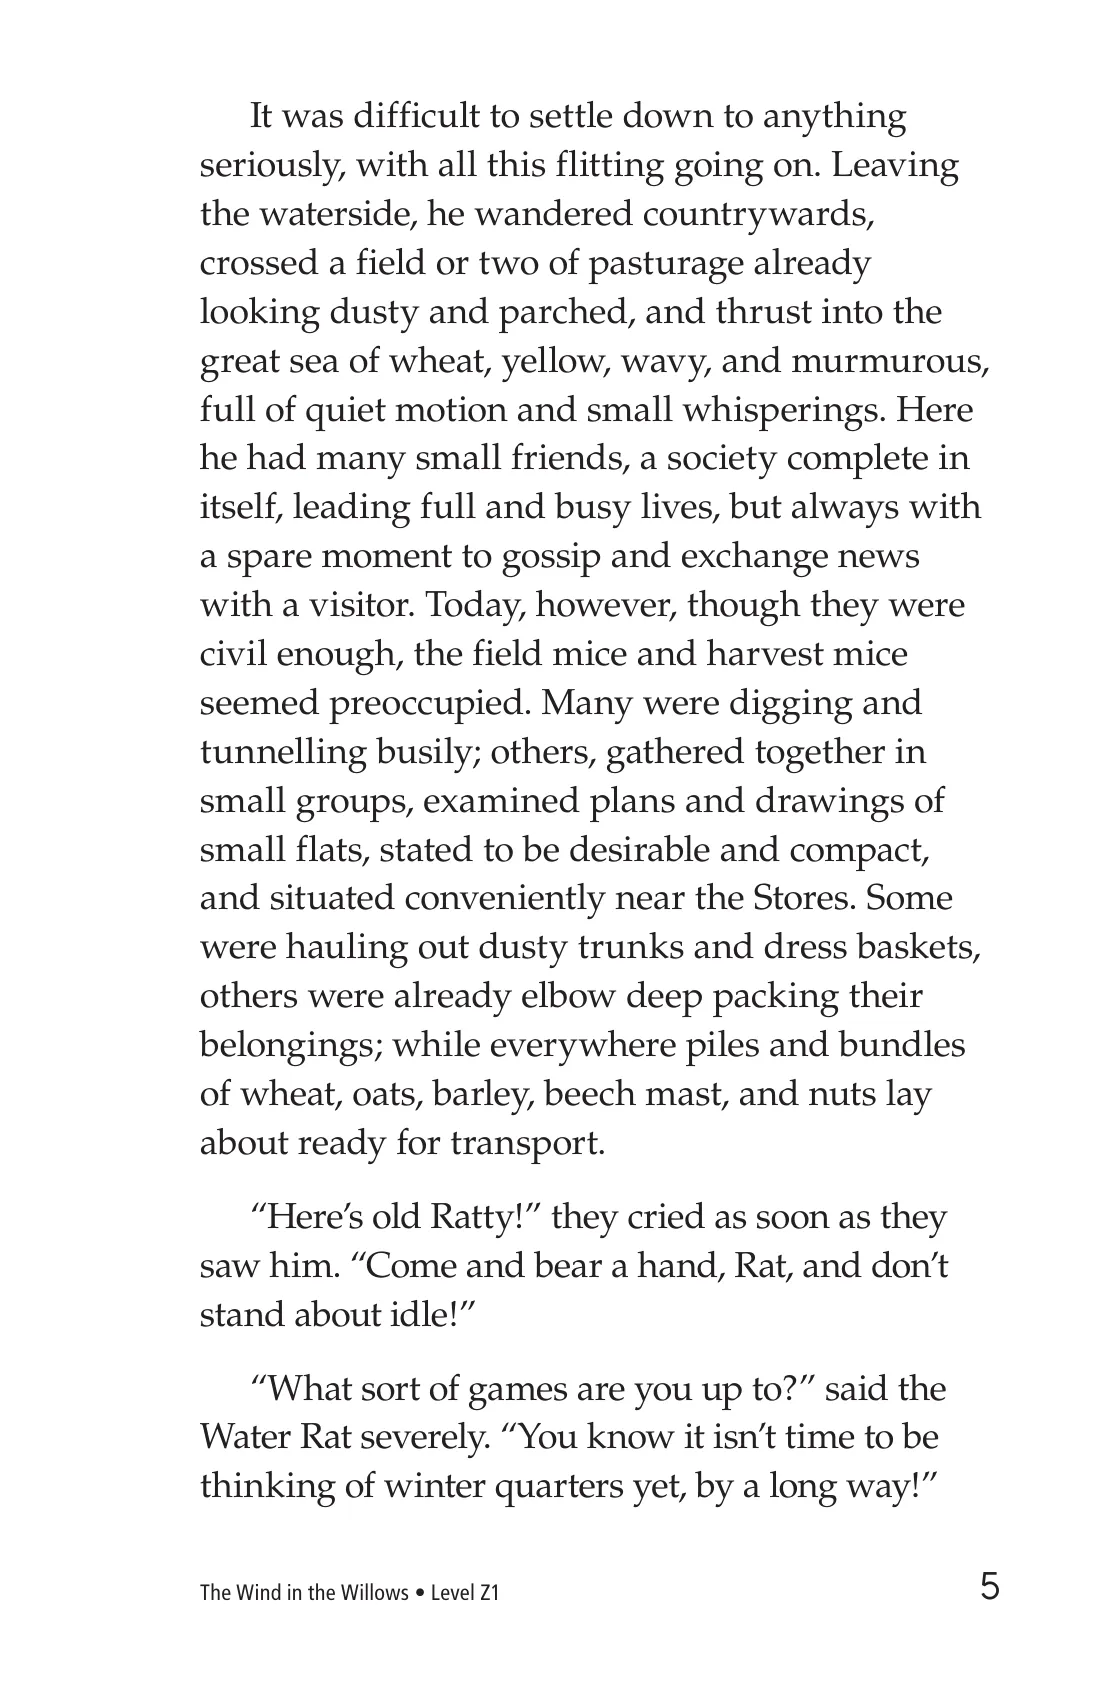 It was difficult to settle down to anything
seriously, with all this flitting going on. Leaving
the waterside, he wandered countrywards,
crossed a field or two of pasturage already
looking dusty and parched, and thrust into the
great sea of wheat, yellow, wavy, and murmurous,
full of quiet motion and small whisperings. Here
he had many small friends, a society complete in
itself, leading full and busy lives, but always with
a spare moment to gossip and exchange news
with a visitor. Today, however, though they were
civil enough, the field mice and harvest mice
seemed preoccupied. Many were digging and
tunnelling busily; others, gathered together in
small groups, examined plans and drawings of
small flats, stated to be desirable and compact,
and situated conveniently near the Stores. Some
were hauling out dusty trunks and dress baskets,
others were already elbow deep packing their
belongings; while everywhere piles and bundles
of wheat, oats, barley, beech mast, and nuts lay
about ready for transport.
“Here’s old Ratty!” they cried as soon as they
saw him. “Come and bear a hand, Rat, and don’t
stand about idle!”
“What sort of games are you up to?” said the
Water Rat severely. “You know it isn’t time to be
thinking of winter quarters yet, by a long way!”
The Wind in the Willows • Level Z1
5